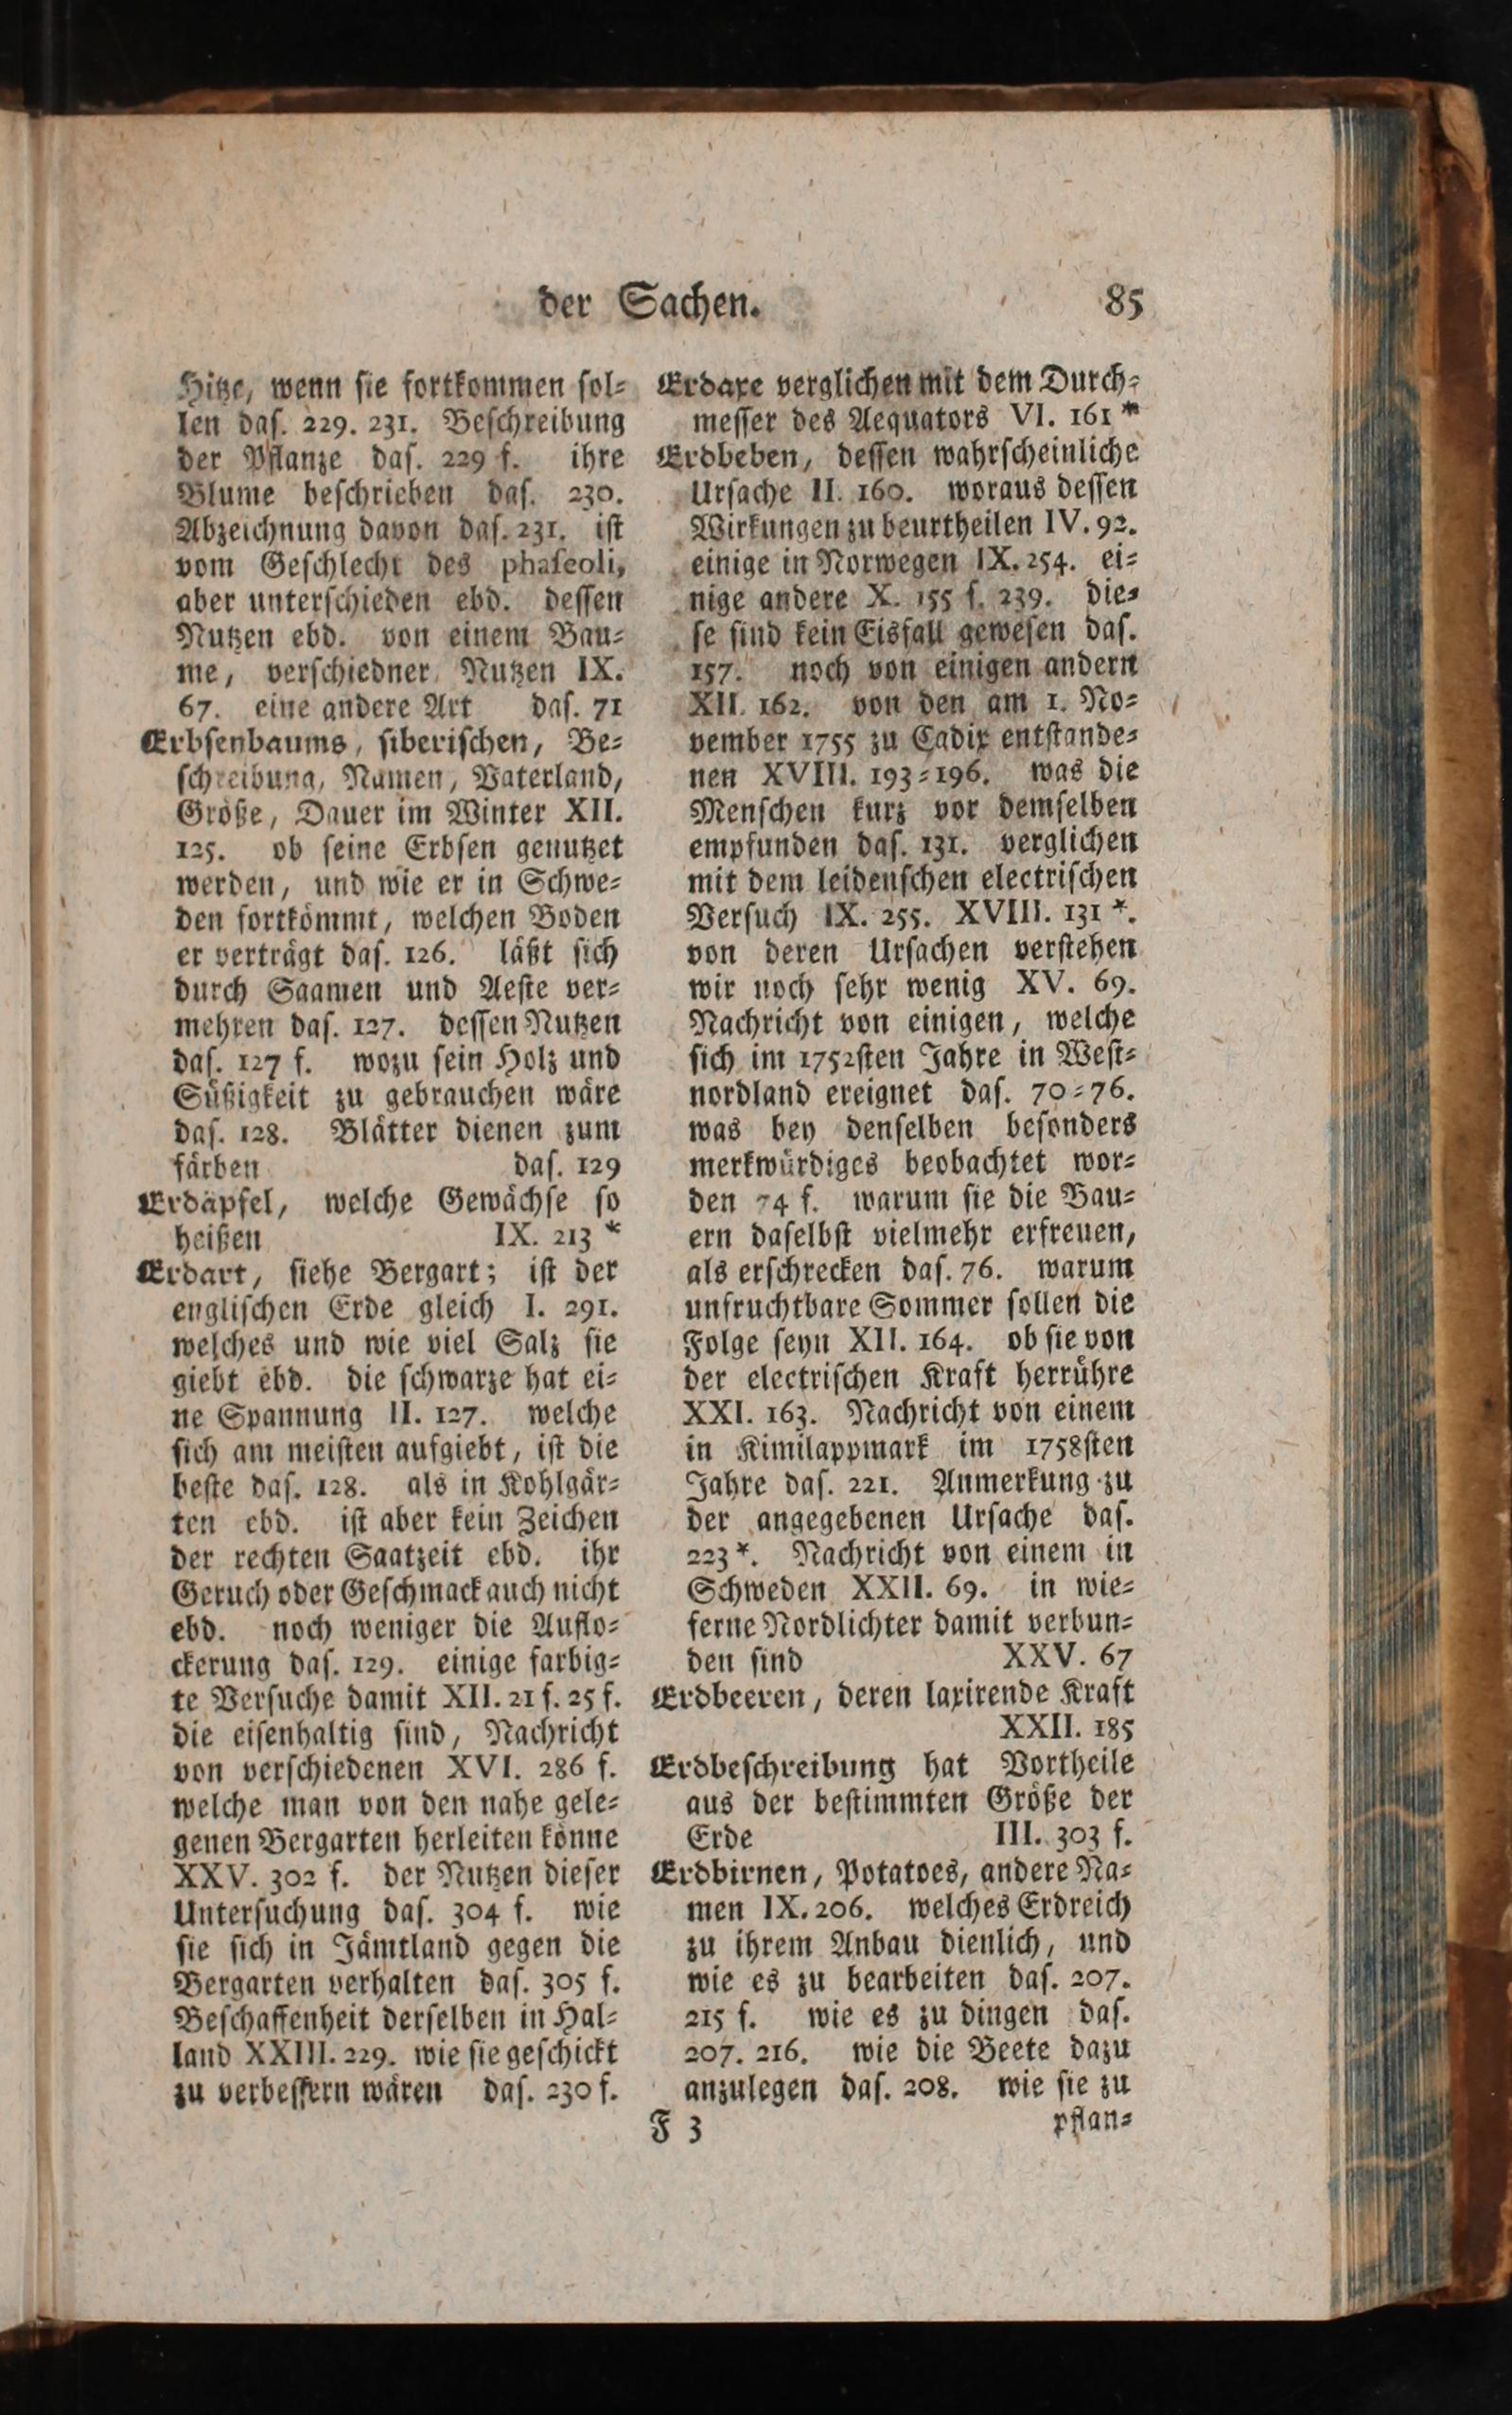 der Sachen. 85
Hitze, wenn ſie fortkommen ſol⸗
len daſ. 229. 231. Beſchreibung
der Pflanze daſ. 229 f. ihre
Blume beſchrieben daſ. 230.
Abzeichnung davon daſ. 231. iſt
vom Geſchlecht des phaſeoli,
aber unterſchieden ebd. deſſen
Nutzen ebd. von einem Bau⸗
me, verſchiedner Nutzen IX.
67. eine andere Art daſ. 71
Erbſenbaums, ſiberiſchen, Be⸗
ſchreibung, Namen, Vaterland,
Große, Dauer im Winter XII.
125. ob ſeine Erbſen genutzet
werden, und wie er in Schwe⸗
den fortkömmt, welchen Boden
er verträgt daſ. 126. läßt ſich
durch Saamen und Aeſte ver⸗
mehren daſ. 127. deſſen Nutzen
daſ. 127 f. wozu ſein Holz und
Süßigkeit zu gebrauchen wäre
daſ. 128. Blätter dienen zum
färben daſ. 129
Erdäpfel, welche Gewächſe ſo
heißen IX. 213 *
Erdart, ſiehe Bergart; iſt der
engliſchen Erde gleich I. 291.
welches und wie viel Salz ſie
giebt ebd. die ſchwarze hat ei⸗
ne Spannung II. 127. welche
ſich am meiſten aufgiebt, iſt die
beſte daſ. 128. als in Kohlgär⸗
ten ebd. iſt aber kein Zeichen
der rechten Saatzeit ebd. ihr
Geruch oder Geſchmack auch nicht
ebd. noch weniger die Auflo⸗
ckerung daſ. 129. einige farbig⸗
te Verſuche damit XII. 21 f. 25 f.
die eiſenhaltig ſind, Nachricht
von verſchiedenen XVI. 286 f.
welche man von den nahe gele⸗
genen Bergarten herleiten könne
XXV. 302 f. der Nutzen dieſer
Unterſuchung daſ. 304 f. wie
ſie ſich in Jämtland gegen die
Bergarten verhalten daſ. 305 f.
Beſchaffenheit derſelben in Hal⸗
land XXIII. 229. wie ſie geſchickt
zu verbeſſern wären daſ. 230 f.
Erdaxe verglichen mit dem Durch⸗
meſſer des Aequators VI. 161 *
Erdbeben, deſſen wahrſcheinliche
Urſache II. 160. woraus deſſen
Wirkungen zu beurtheilen IV. 92.
einige in Norwegen IX. 254. ei⸗
nige andere X. 155 f. 239. die⸗
ſe ſind kein Eisfall geweſen daſ.
157. noch von einigen andern
XII. 162. von den am 1. No⸗
vember 1755 zu Cadix entſtande⸗
nen XVIII. 193⸗196. was die
Menſchen kurz vor demſelben
empfunden daſ. 131. verglichen
mit dem leidenſchen electriſchen
Verſuch IX. 255. XVIII. 131 *.
von deren Urſachen verſtehen
wir noch ſehr wenig XV. 69.
Nachricht von einigen, welche
ſich im 1752ſten Jahre in Weſt⸗
nordland ereignet daſ. 70⸗76.
was bey denſelben beſonders
merkwürdiges beobachtet wor⸗
den 74 f. warum ſie die Bau⸗
ern daſelbſt vielmehr erfreuen,
als erſchrecken daſ. 76. warum
unfruchtbare Sommer ſollen die
Folge ſeyn XII. 164. ob ſie von
der electriſchen Kraft herrühre
XXI. 163. Nachricht von einem
in Kimilappmark im 1758ſten
Jahre daſ. 221. Anmerkung zu
der angegebenen Urſache daſ.
223 *. Nachricht von einem in
Schweden XXII. 69. in wie⸗
ferne Nordlichter damit verbun⸗
den ſind XXV. 67
Erdbeeren, deren laxirende Kraft
XXII. 185
Erdbeſchreibung hat Vortheile
aus der beſtimmten Größe der
Erde III. 303 f.
Erdbirnen, Potatoes, andere Na⸗
men IX. 206. welches Erdreich
zu ihrem Anbau dienlich, und
wie es zu bearbeiten daſ. 207.
215 f. wie es zu dingen daſ.
207. 216. wie die Beete dazu
anzulegen daſ. 208. wie ſie zu
F 3 pflan⸗